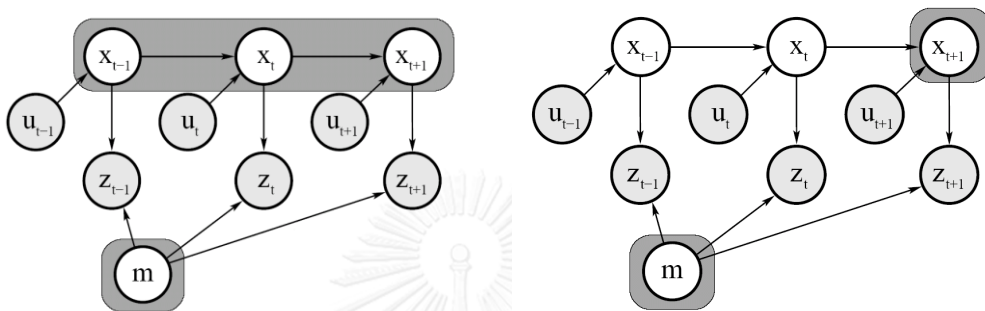 x_{t-1} x_t x_{t+1}
u_{t-1} u_t u_{t+1}
z_{t-1} z_t z_{t+1}
m
x_{t-1} x_t x_{t+1}
u_{t-1} u_t u_{t+1}
z_{t-1} z_t z_{t+1}
m